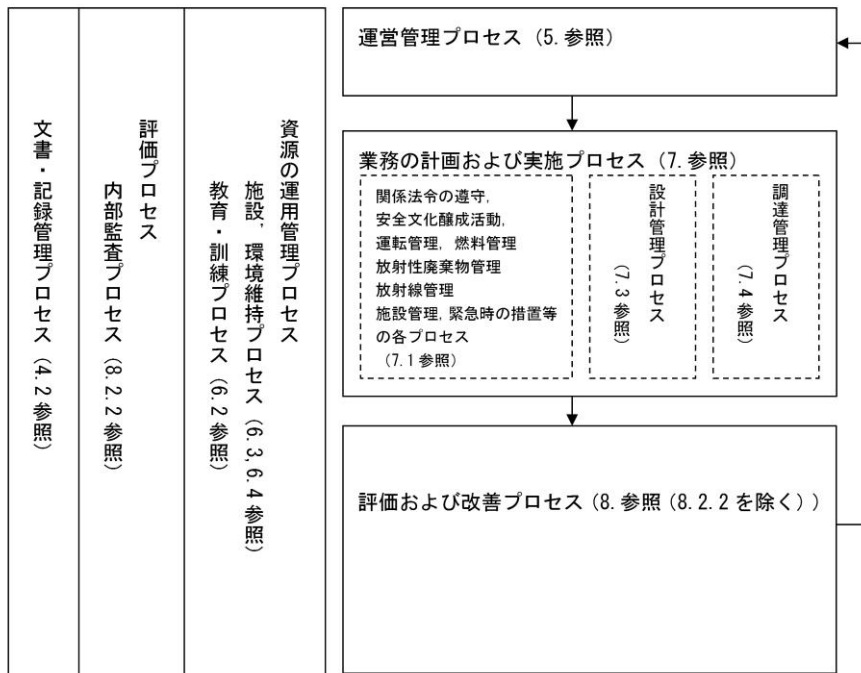 文書・記録管理プロセス（4.2参照）
評価プロセス
内部監査プロセス（8.2.2参照）
資源の運用管理プロセス
施設，環境維持プロセス（6.3,6.4参照）
教育・訓練プロセス（6.2参照）
運営管理プロセス（5.参照）
業務の計画および実施プロセス（7.参照）
関係法令の遵守，
安全文化醸成活動，
運転管理，燃料管理
放射性廃棄物管理
放射線管理
施設管理，緊急時の措置等
の各プロセス
（7.1参照）
設計管理プロセス
（7.3参照）
調達管理プロセス
（7.4参照）
評価および改善プロセス（8.参照（8.2.2を除く））